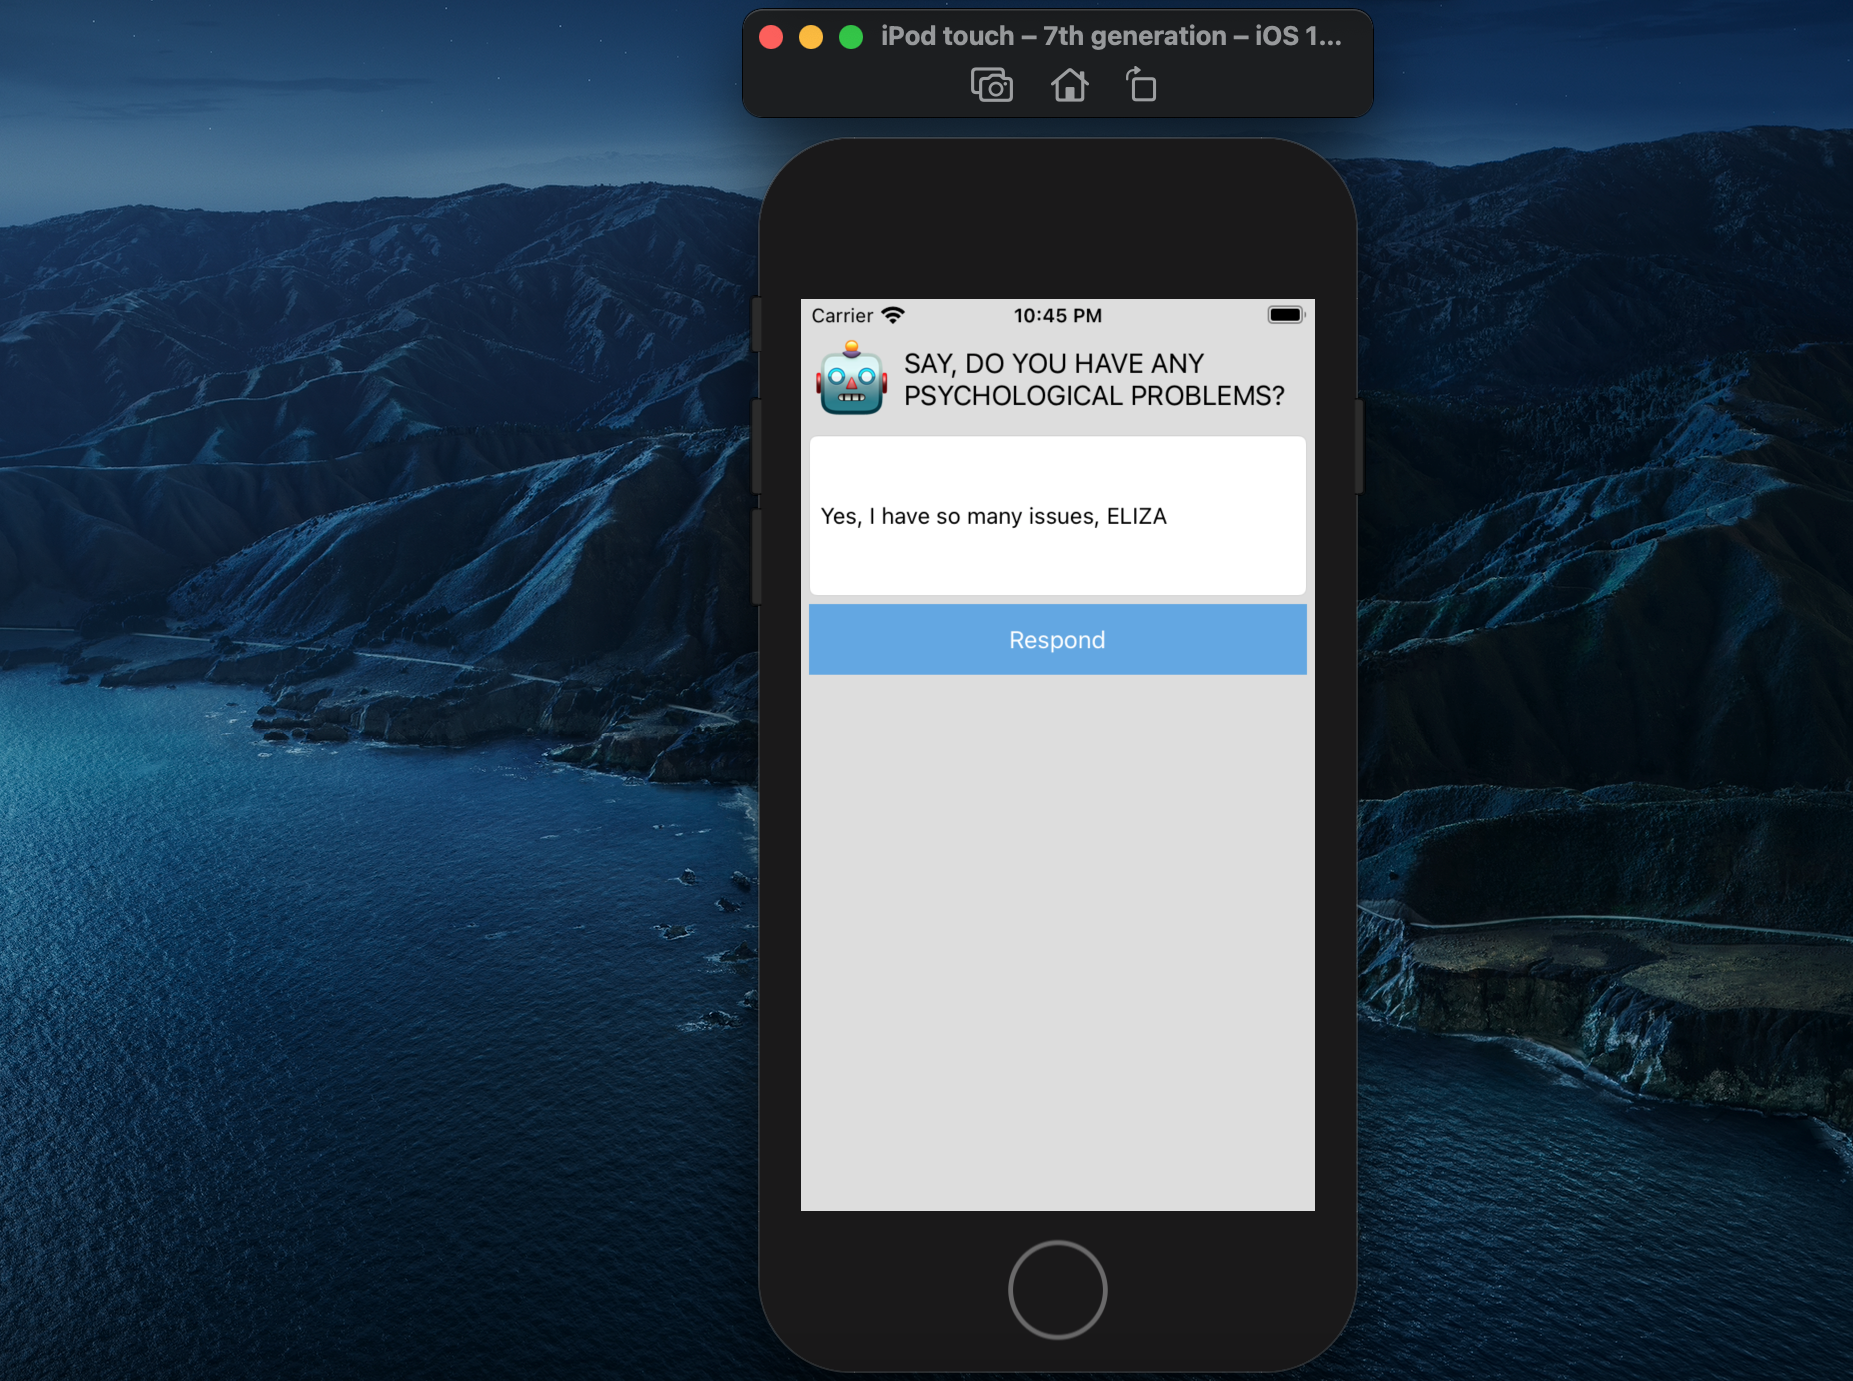 iPod touch – 7th generation – iOS 1...
Carrier 10:45 PM
SAY, DO YOU HAVE ANY
PSYCHOLOGICAL PROBLEMS?
Yes, I have so many issues, ELIZA
Respond